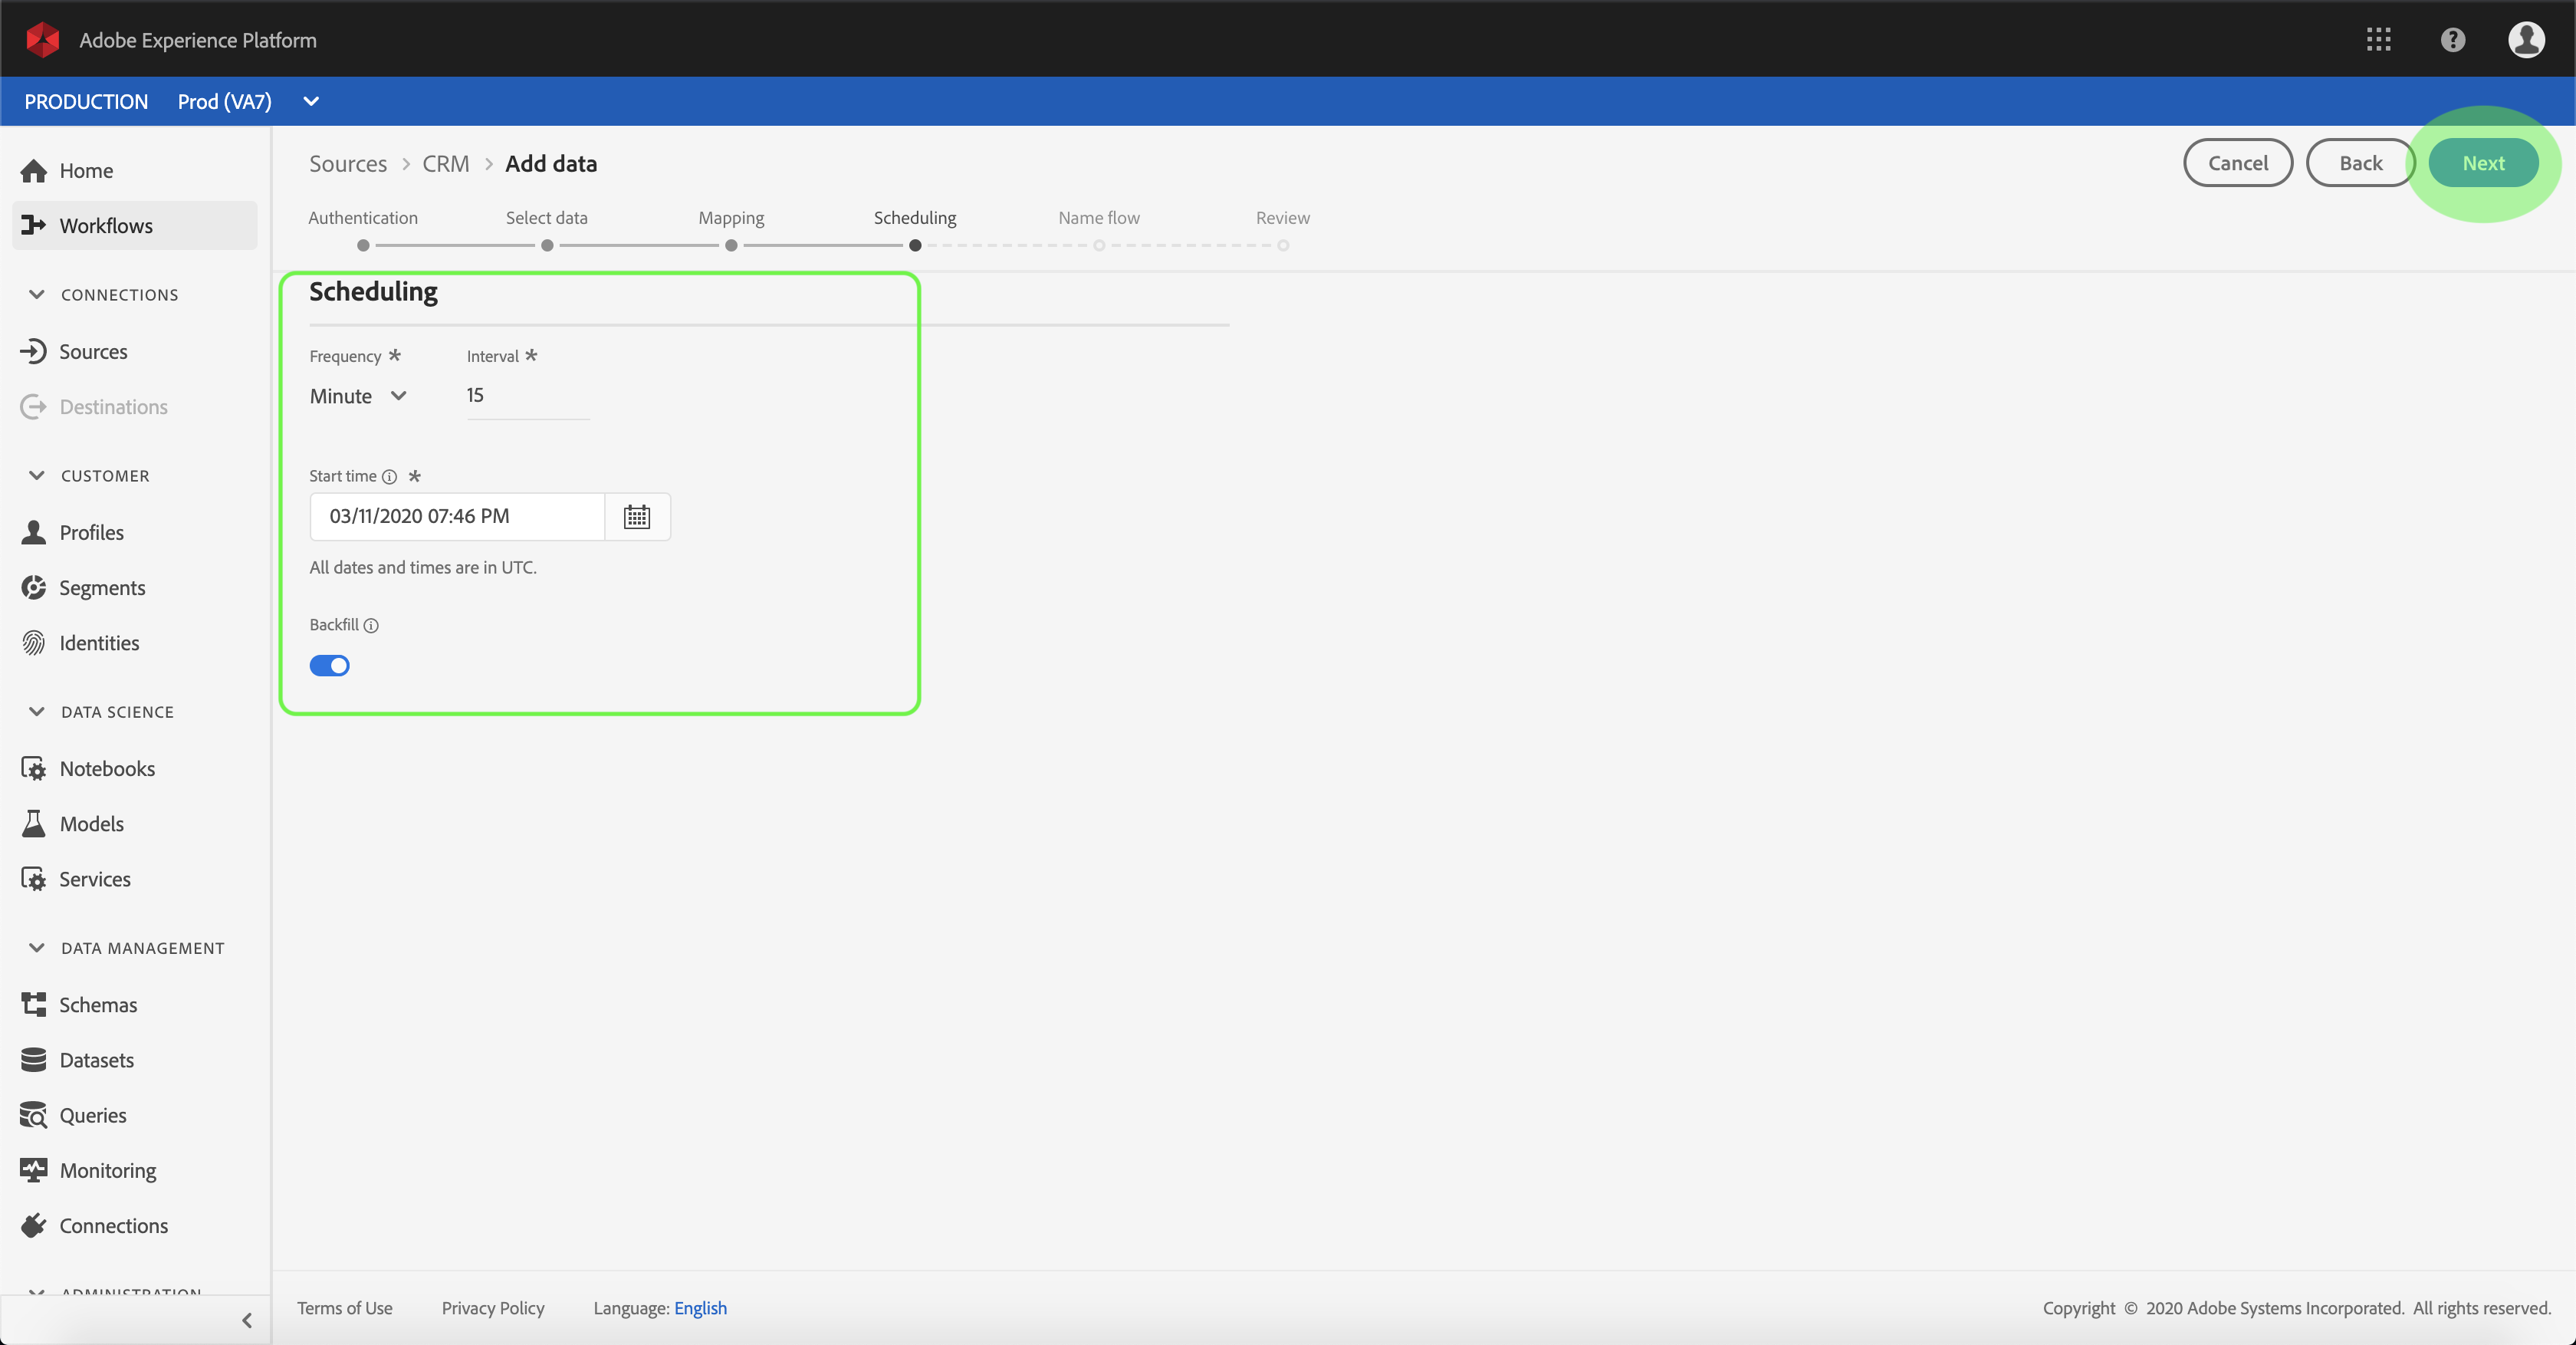 Adobe Experience Platform
PRODUCTION Prod (VA7)
Home
Workflows
CONNECTIONS
Sources
Destinations
CUSTOMER
Profiles
Segments
Identities
DATA SCIENCE
Notebooks
Models
Services
DATA MANAGEMENT
Schemas
Datasets
Queries
Monitoring
Connections
ADMINISTRATION
Sources > CRM > Add data
Cancel Back Next
Authentication Select data Mapping Scheduling Name flow Review
Scheduling
Frequency * Interval *
Minute 15
Start time *
03/11/2020 07:46 PM
All dates and times are in UTC.
Backfill
Terms of Use Privacy Policy Language: English Copyright © 2020 Adobe Systems Incorporated. All rights reserved.